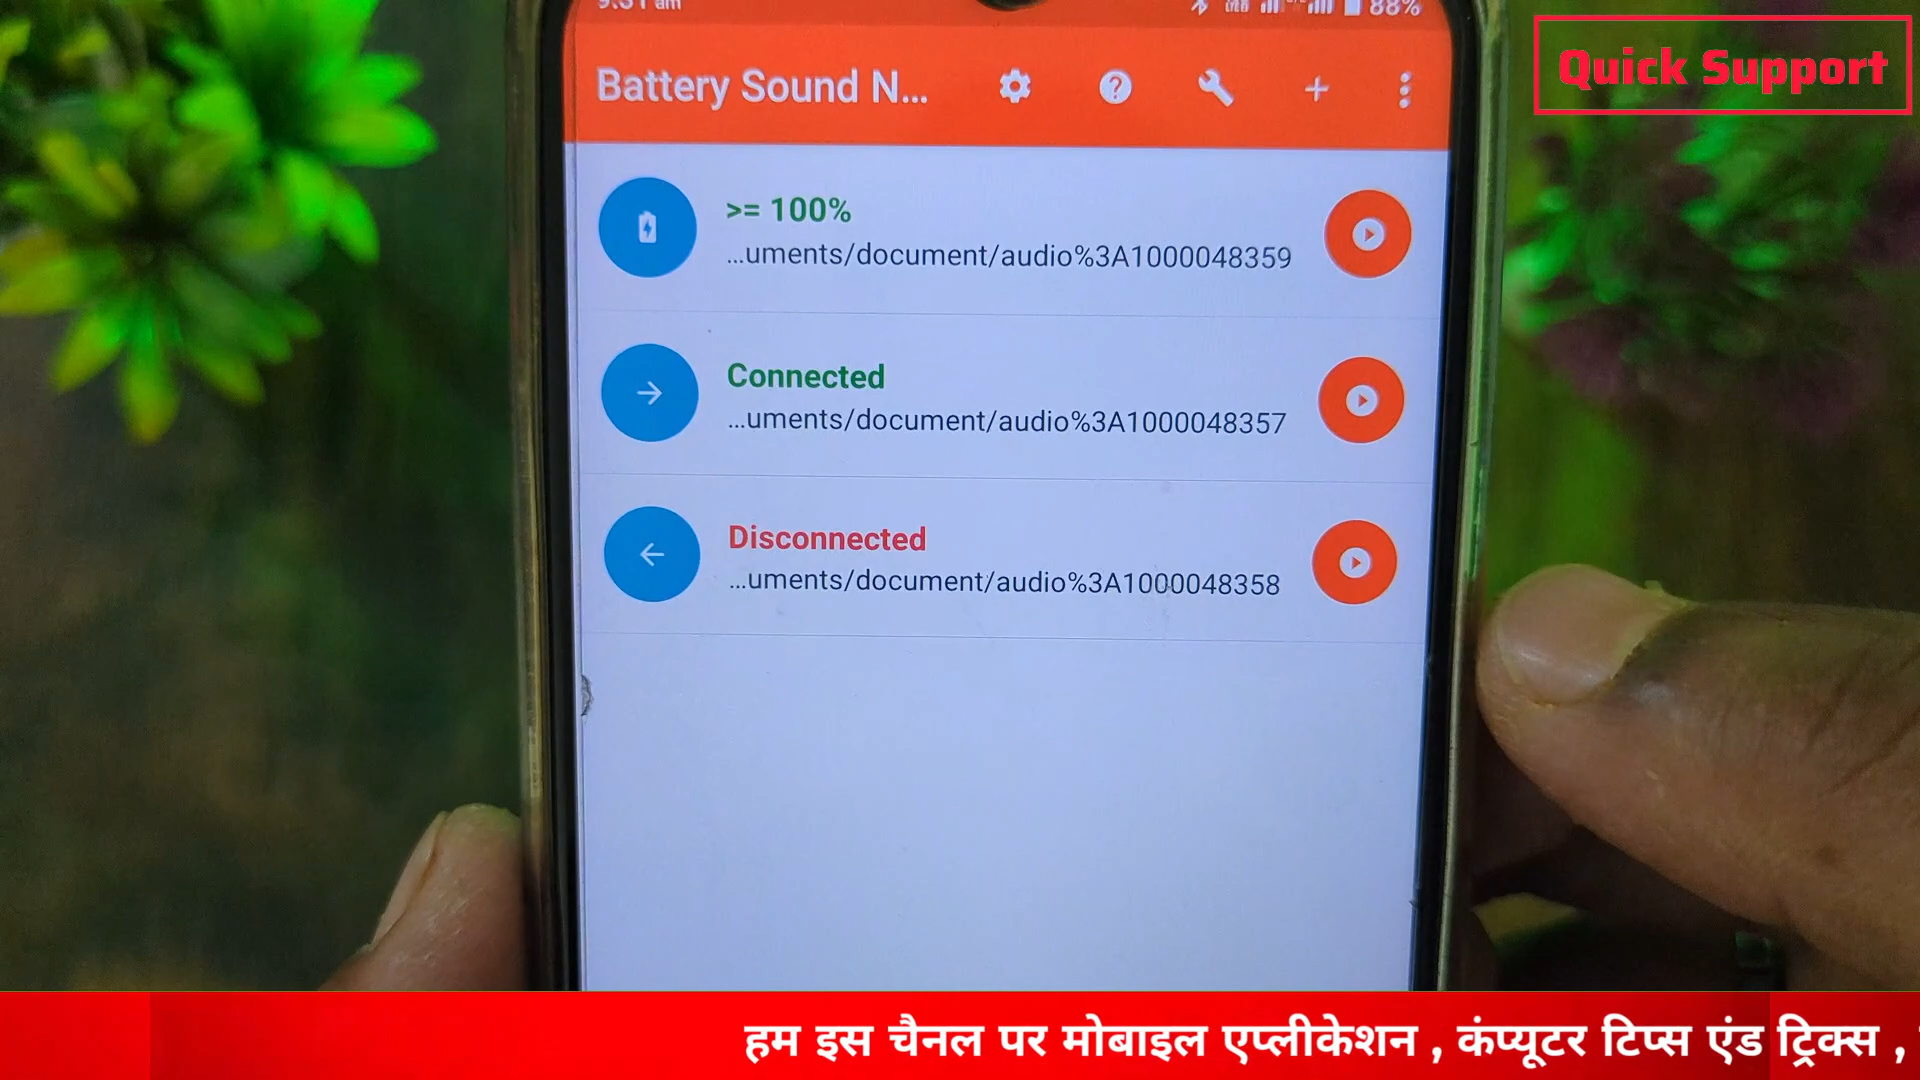 88%
Quick Support
Battery Sound N...
>= 100%
...uments/document/audio%3A1000048359
Connected
...uments/document/audio%3A1000048357
Disconnected
...uments/document/audio%3A1000048358
हम इस चैनल पर मोबाइल एप्लीकेशन , कंप्यूटर टिप्स एंड ट्रिक्स ,